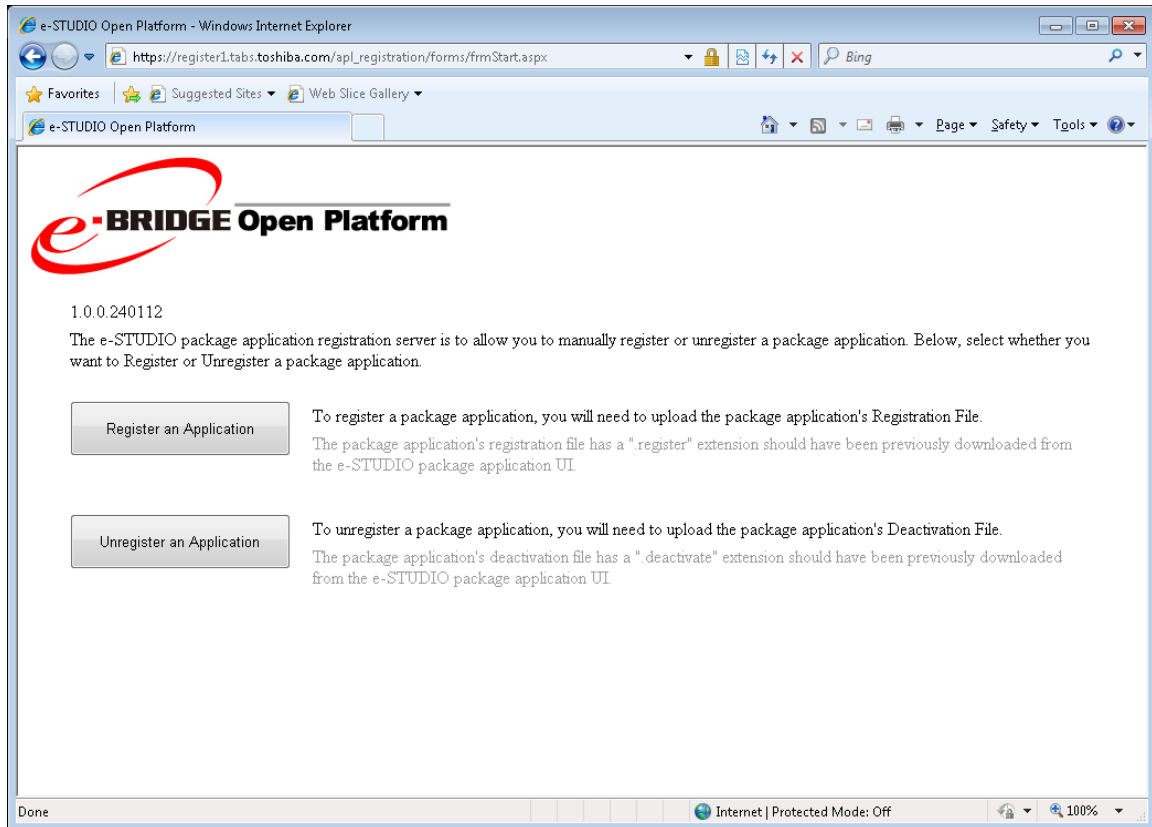 e-STUDIO Open Platform - Windows Internet Explorer
https://register1.tabs.toshiba.com/apl_registration/forms/frmStart.aspx
Bing
Favorites
Suggested Sites
Web Slice Gallery
e-STUDIO Open Platform
Page
Safety
Tools
e-BRIDGE Open Platform
1.0.0.240112
The e-STUDIO package application registration server is to allow you to manually register or unregister a package application. Below, select whether you
want to Register or Unregister a package application.
Register an Application
To register a package application, you will need to upload the package application's Registration File.
The package application's registration file has a ".register" extension should have been previously downloaded from
the e-STUDIO package application UI.
Unregister an Application
To unregister a package application, you will need to upload the package application's Deactivation File.
The package application's deactivation file has a ".deactivate" extension should have been previously downloaded
from the e-STUDIO package application UI.
Done
Internet | Protected Mode: Off
100%